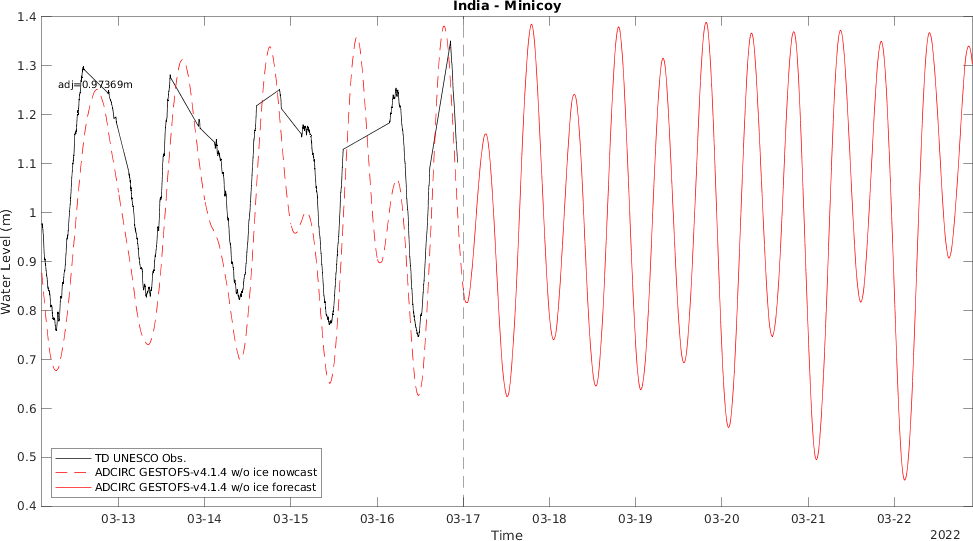 India - Minicoy
1.4
1.3
1.2
1.1
1
0.9
0.8
0.7
0.6
0.5
0.4
Water Level (m)
adj=0.97369m
TD UNESCO Obs.
ADCIRC GESTOFS-v4.1.4 w/o ice nowcast
ADCIRC GESTOFS-v4.1.4 w/o ice forecast
03-13 03-14 03-15 03-16 03-17 03-18 03-19 03-20 03-21 03-22
Time
2022